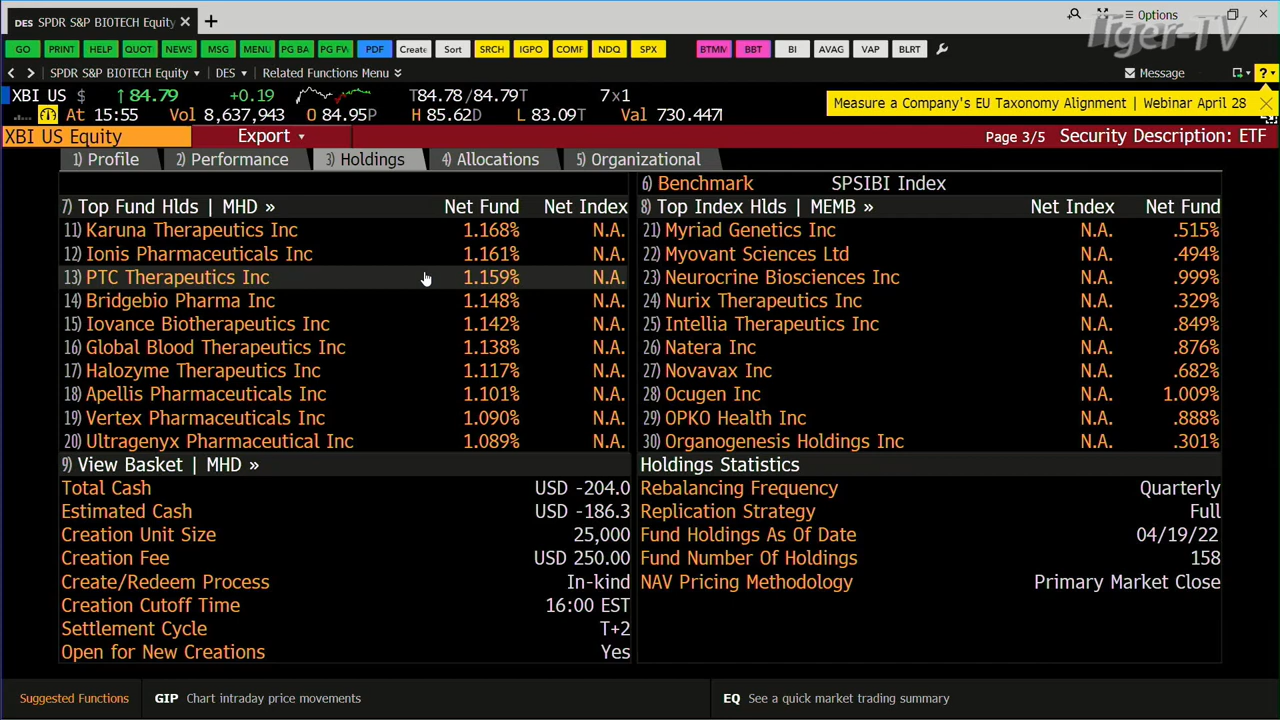 DES SPDR S&P BIOTECH Equity × +
Options
Tiger-TV
GO PRINT HELP QUOT NEWS MSG MENU PG BA PG FW PDF Create Sort SRCH IGPO COMF NDQ SPX BTMM BBT BI AVAG VAP BLRT
SPDR S&P BIOTECH Equity DES Related Functions Menu Message ?
XBI US $ ↑84.79 +0.19 T84.78/84.79T 7x1
At 15:55 Vol 8,637,943 O 84.95P H 85.62D L 83.09T Val 730.447M
Measure a Company's EU Taxonomy Alignment | Webinar April 28
XBI US Equity Export Page 3/5 Security Description: ETF
1) Profile 2) Performance 3) Holdings 4) Allocations 5) Organizational
6) Benchmark SPSIBI Index
7) Top Fund Hlds | MHD » Net Fund Net Index
11) Karuna Therapeutics Inc 1.168% N.A.
12) Ionis Pharmaceuticals Inc 1.161% N.A.
13) PTC Therapeutics Inc 1.159% N.A.
14) Bridgebio Pharma Inc 1.148% N.A.
15) Iovance Biotherapeutics Inc 1.142% N.A.
16) Global Blood Therapeutics Inc 1.138% N.A.
17) Halozyme Therapeutics Inc 1.117% N.A.
18) Apellis Pharmaceuticals Inc 1.101% N.A.
19) Vertex Pharmaceuticals Inc 1.090% N.A.
20) Ultragenyx Pharmaceutical Inc 1.089% N.A.
8) Top Index Hlds | MEMB » Net Index Net Fund
21) Myriad Genetics Inc N.A. .515%
22) Myovant Sciences Ltd N.A. .494%
23) Neurocrine Biosciences Inc N.A. .999%
24) Nurix Therapeutics Inc N.A. .329%
25) Intellia Therapeutics Inc N.A. .849%
26) Natera Inc N.A. .876%
27) Novavax Inc N.A. .682%
28) Ocugen Inc N.A. 1.009%
29) OPKO Health Inc N.A. .888%
30) Organogenesis Holdings Inc N.A. .301%
9) View Basket | MHD »
Total Cash USD -204.0
Estimated Cash USD -186.3
Creation Unit Size 25,000
Creation Fee USD 250.00
Create/Redeem Process In-kind
Creation Cutoff Time 16:00 EST
Settlement Cycle T+2
Open for New Creations Yes
Holdings Statistics
Rebalancing Frequency Quarterly
Replication Strategy Full
Fund Holdings As Of Date 04/19/22
Fund Number Of Holdings 158
NAV Pricing Methodology Primary Market Close
Suggested Functions GIP Chart intraday price movements EQ See a quick market trading summary